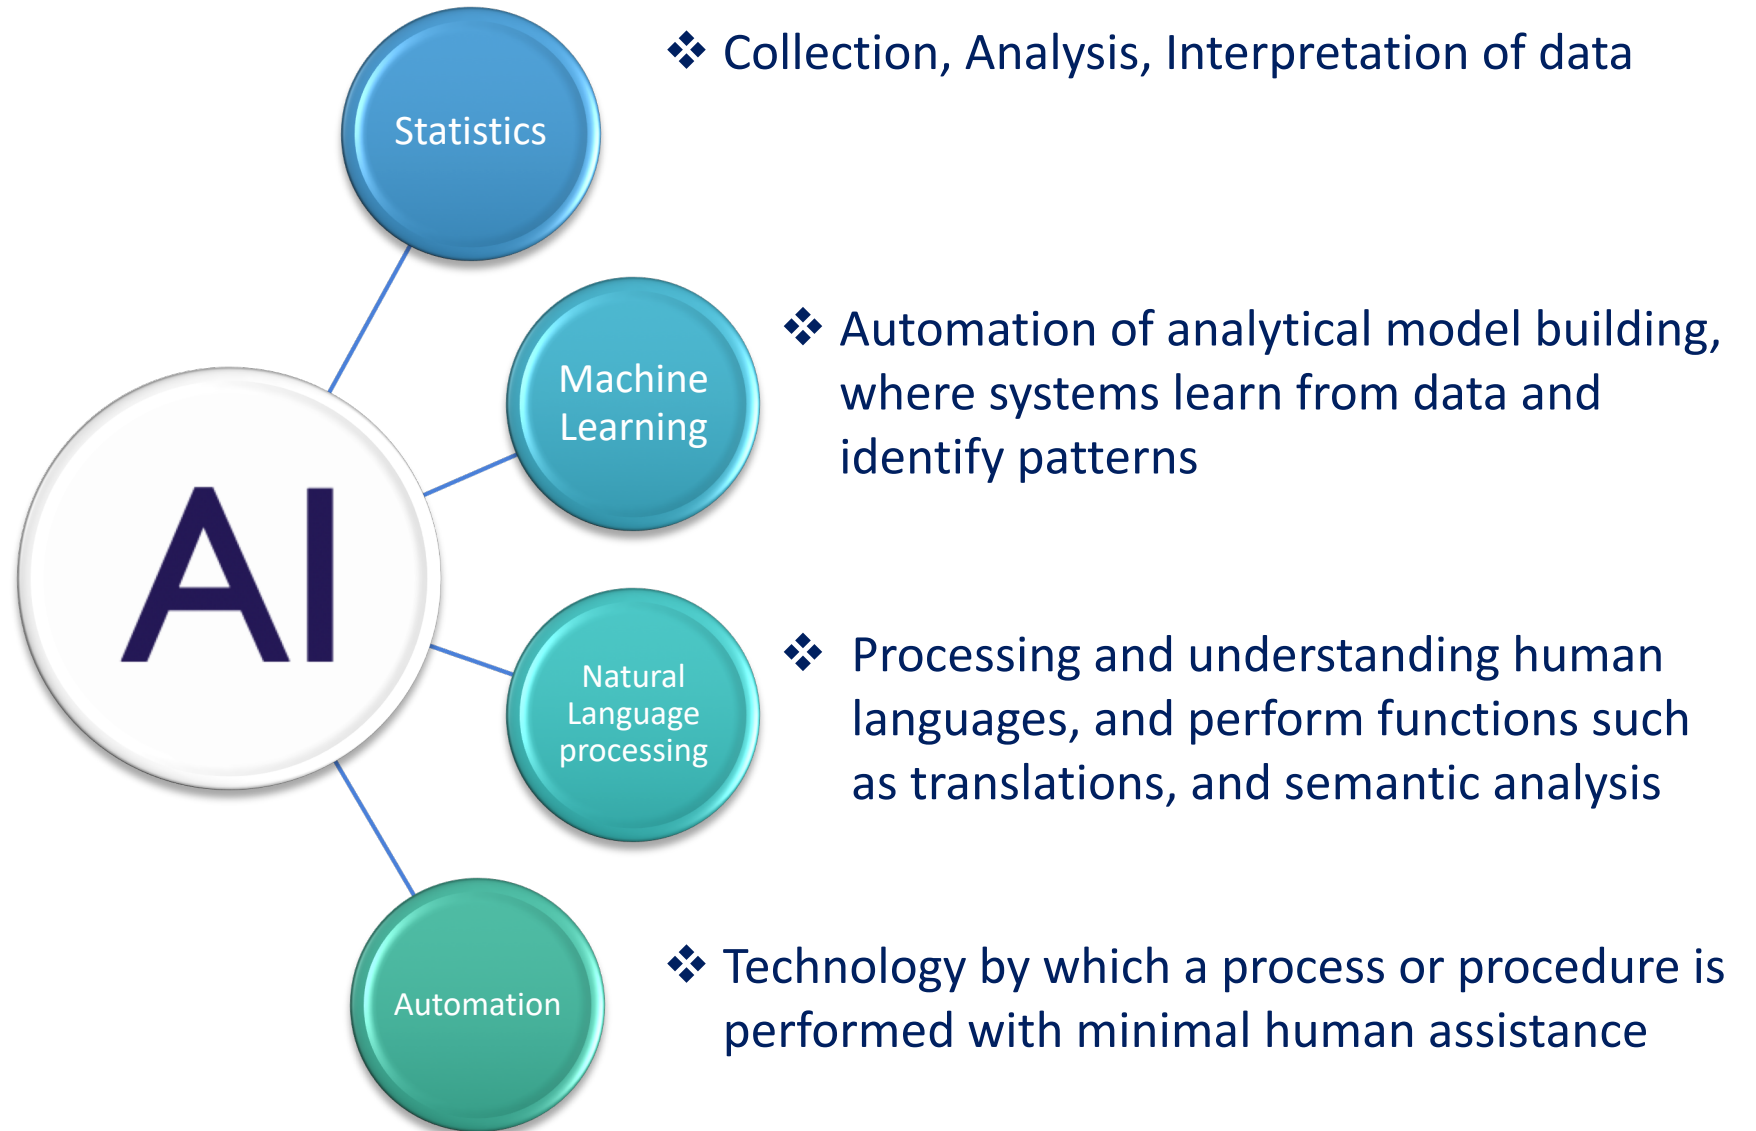 Statistics
❖ Collection, Analysis, Interpretation of data
Machine
Learning
❖ Automation of analytical model building,
where systems learn from data and
identify patterns
AI
Natural
Language
processing
❖ Processing and understanding human
languages, and perform functions such
as translations, and semantic analysis
Automation
❖ Technology by which a process or procedure is
performed with minimal human assistance